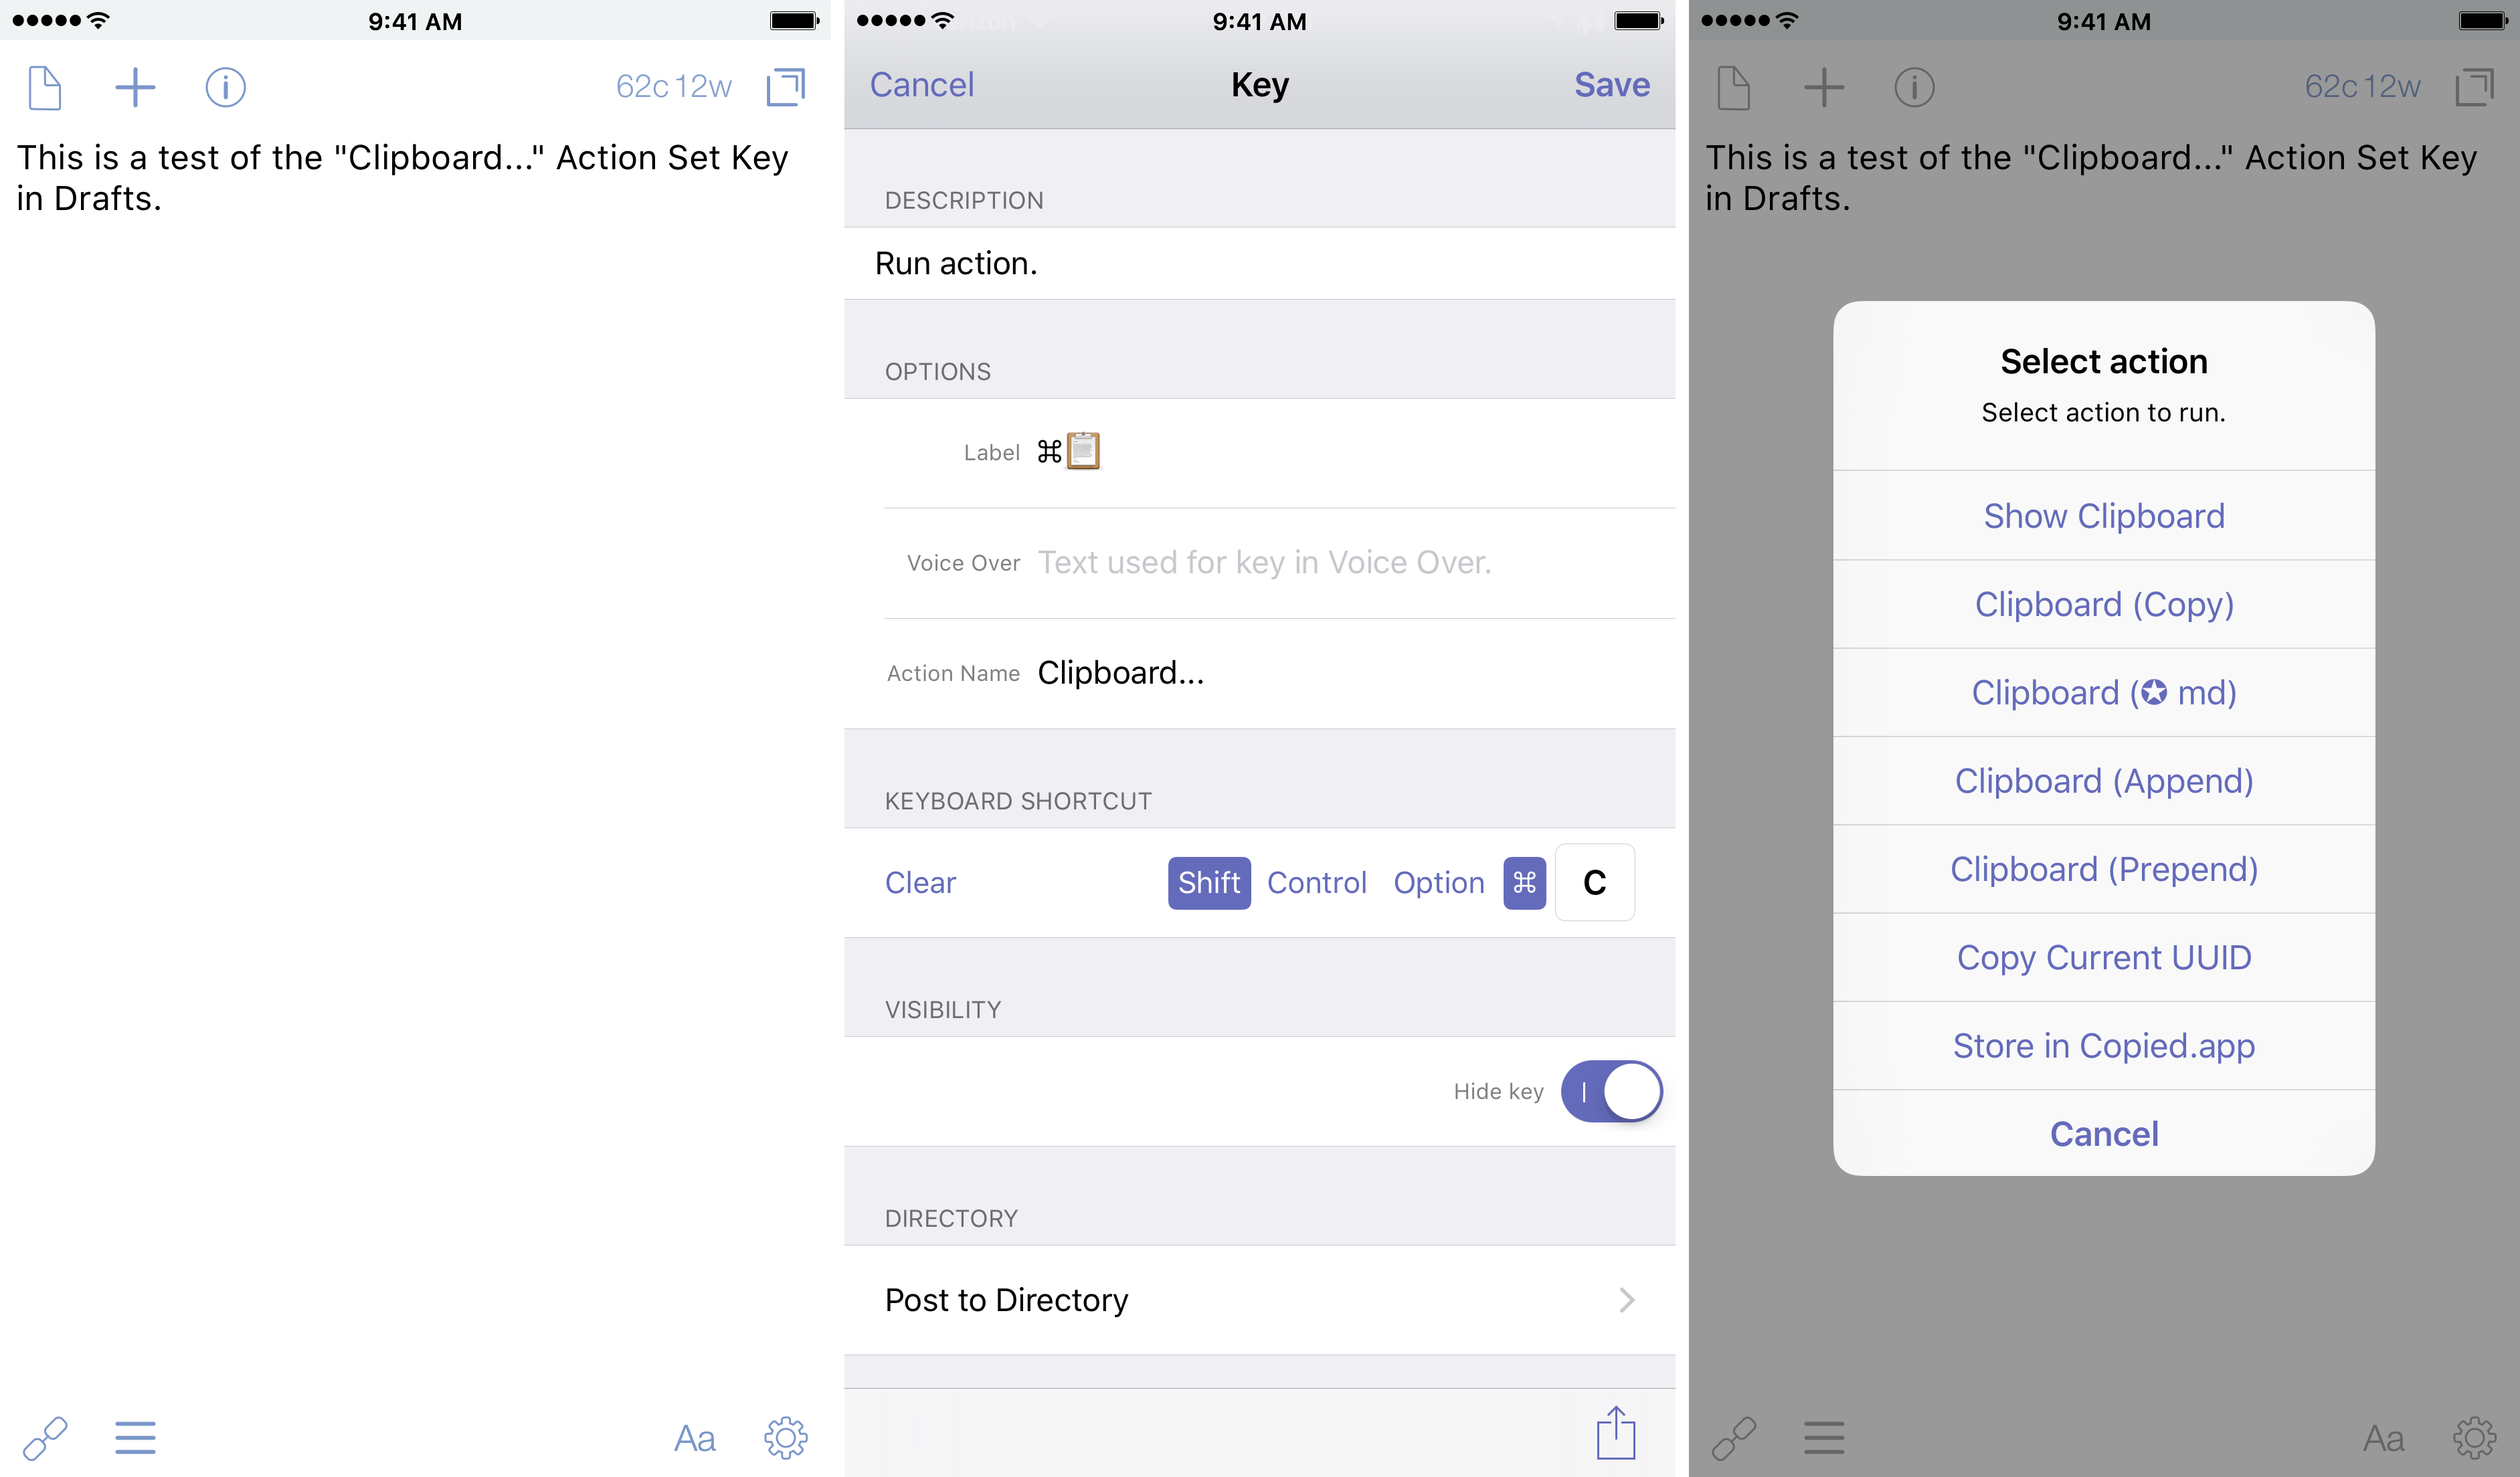 9:41 AM
62c 12w
This is a test of the "Clipboard..." Action Set Key
in Drafts.
Aa
9:41 AM
Cancel
Key
Save
DESCRIPTION
Run action.
OPTIONS
Label ⌘📋
Voice Over Text used for key in Voice Over.
Action Name Clipboard...
KEYBOARD SHORTCUT
Clear Shift Control Option ⌘ C
VISIBILITY
Hide key
DIRECTORY
Post to Directory
9:41 AM
62c 12w
This is a test of the "Clipboard..." Action Set Key
in Drafts.
Select action
Select action to run.
Show Clipboard
Clipboard (Copy)
Clipboard (✪ md)
Clipboard (Append)
Clipboard (Prepend)
Copy Current UUID
Store in Copied.app
Cancel
Aa